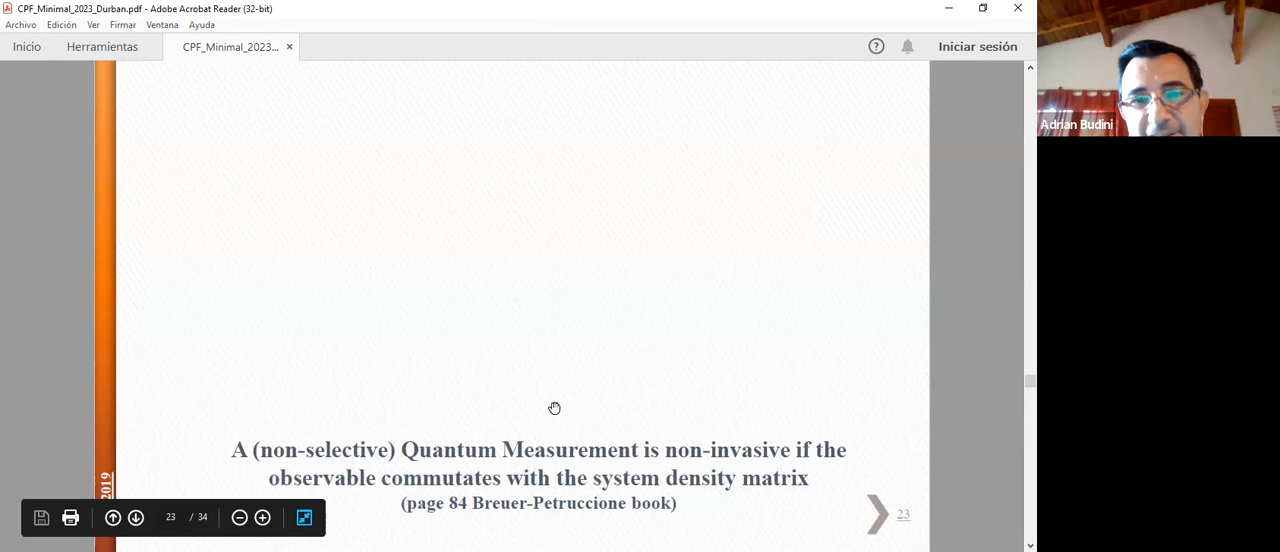 CPF_Minimal_2023_Durban.pdf - Adobe Acrobat Reader (32-bit)
Archivo Edición Ver Firmar Ventana Ayuda
Inicio Herramientas CPF_Minimal_2023... × Iniciar sesión
Adrian Budini
A (non-selective) Quantum Measurement is non-invasive if the
observable commutates with the system density matrix
(page 84 Breuer-Petruccione book)
2019
23
23 / 34